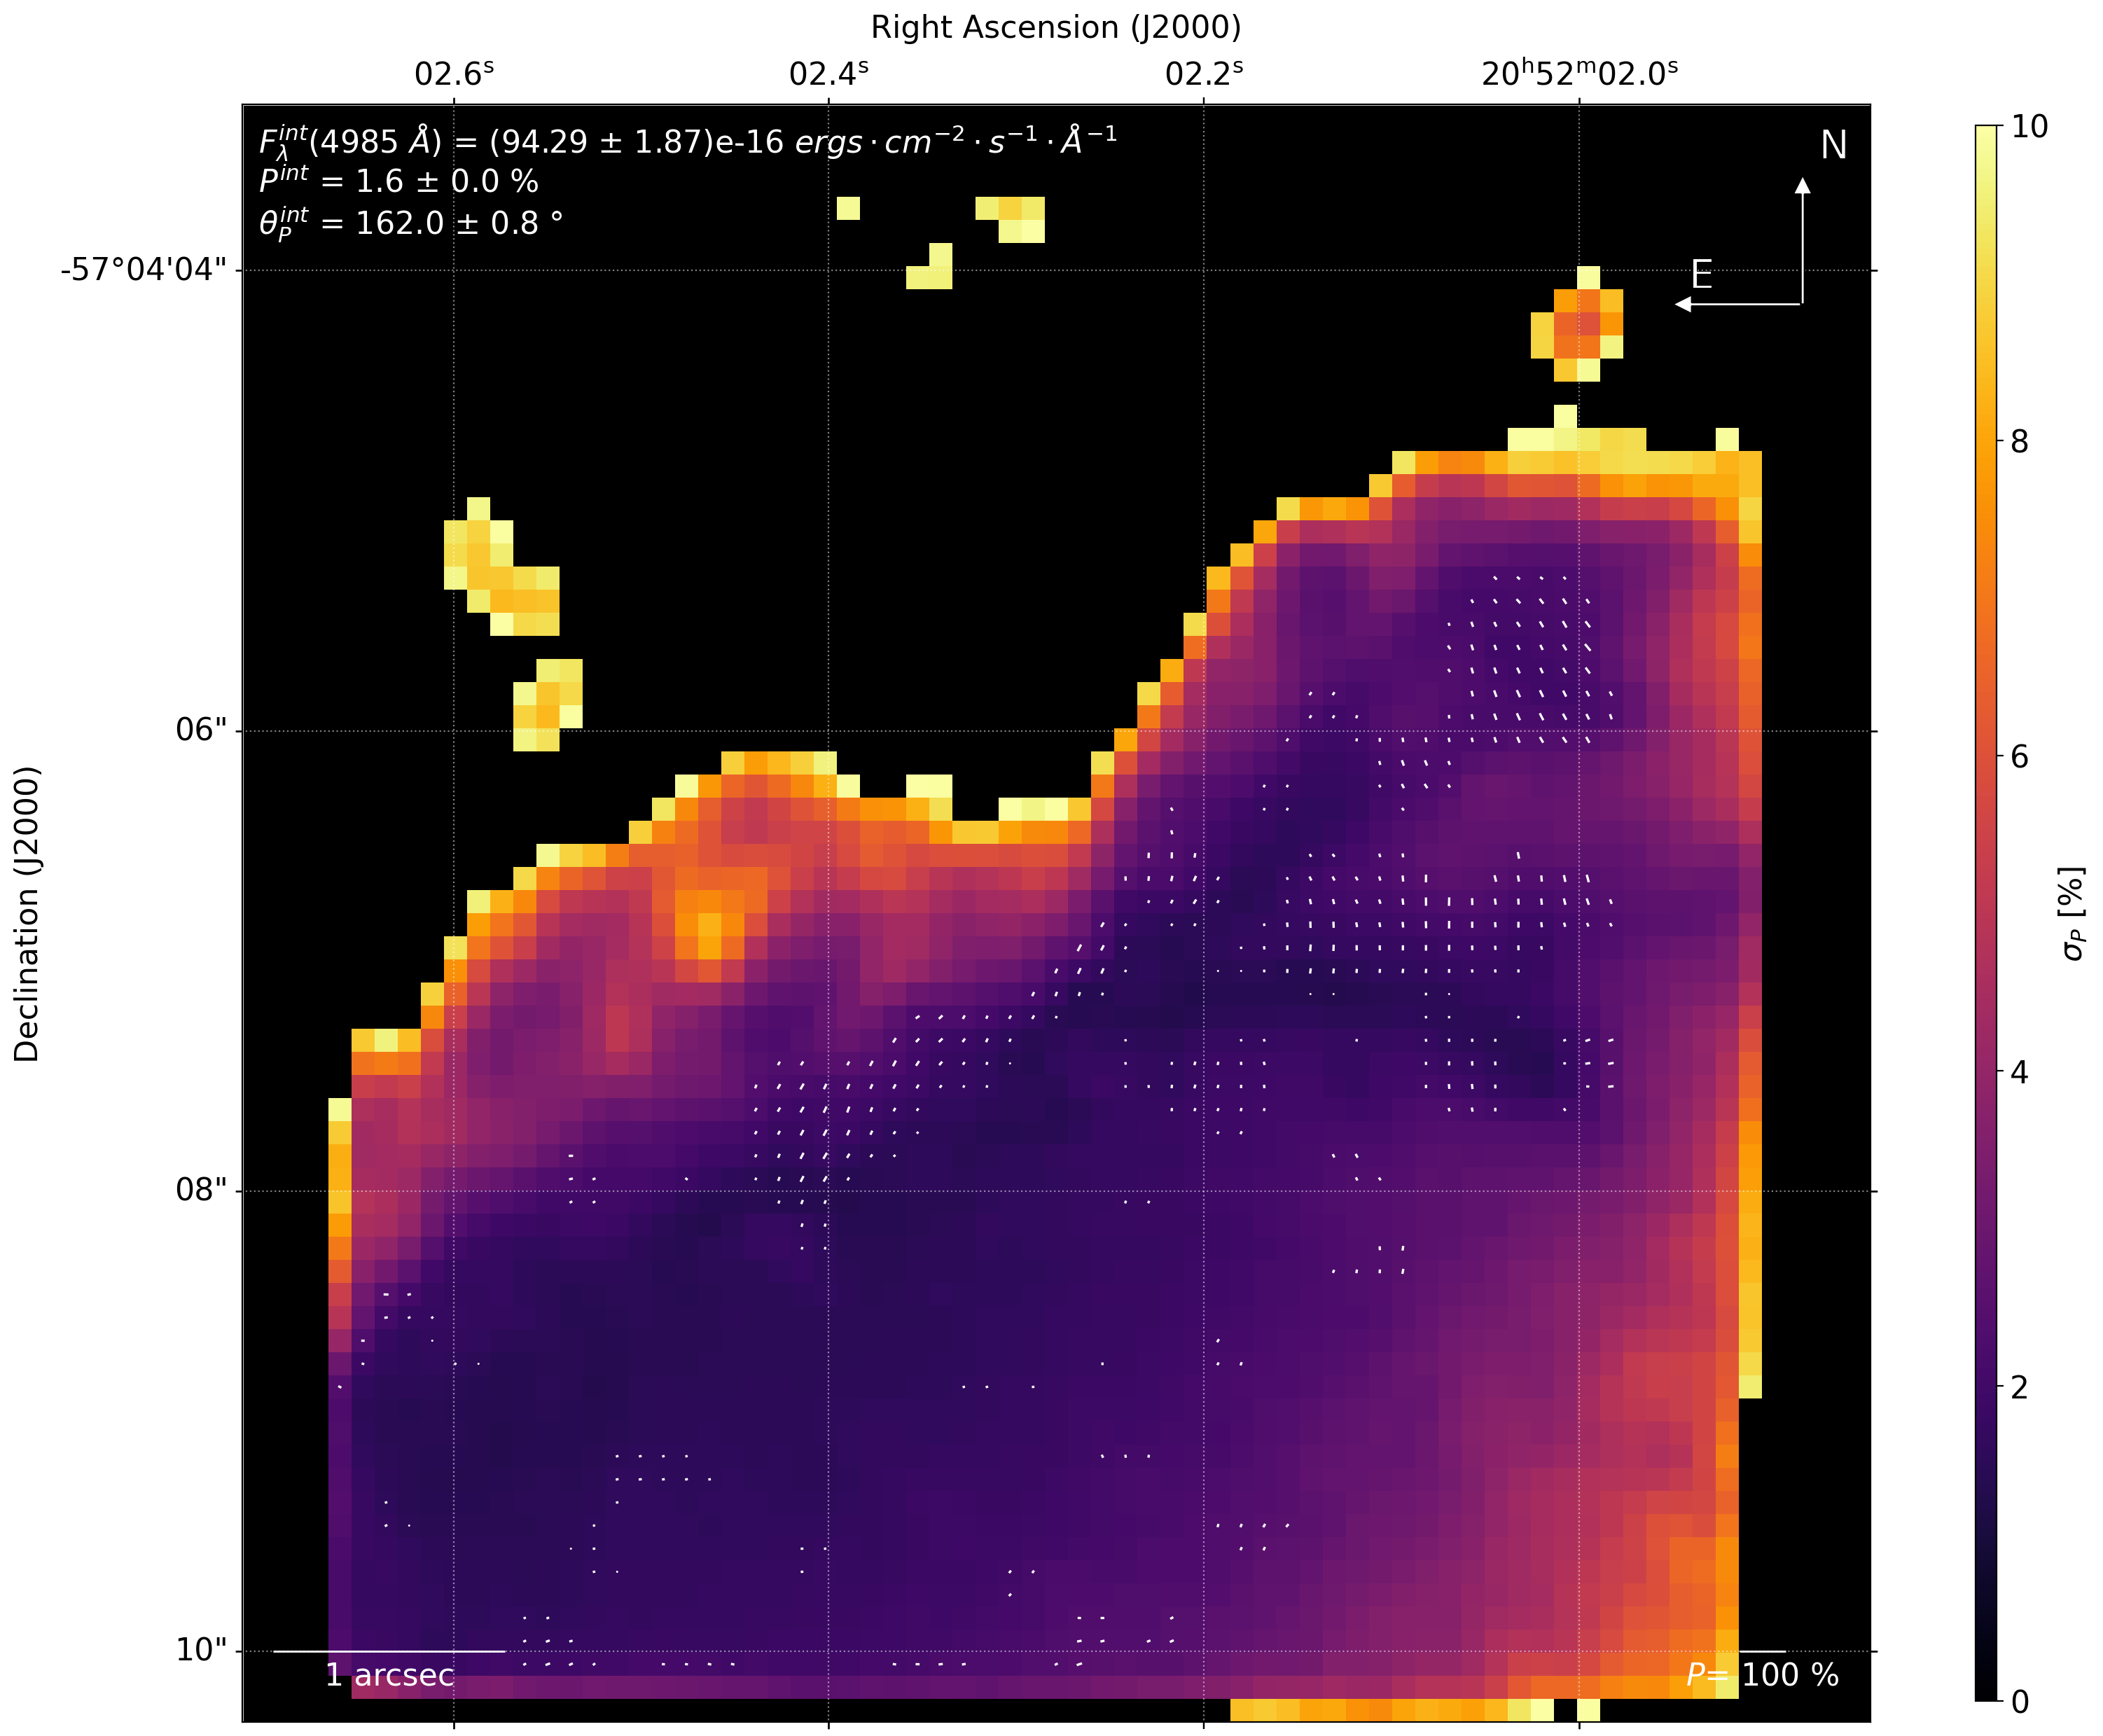 Right Ascension (J2000)
02.6ˢ 02.4ˢ 02.2ˢ 20ʰ52ᵐ02.0ˢ
F_λ^int(4985 Å) = (94.29 ± 1.87)e-16 ergs · cm⁻² · s⁻¹ · Å⁻¹
P^int = 1.6 ± 0.0 %
θ_P^int = 162.0 ± 0.8 °
N
E
-57°04'04"
06"
08"
10"
Declination (J2000)
1 arcsec
P= 100 %
10
8
6
4
2
0
σ_P [%]